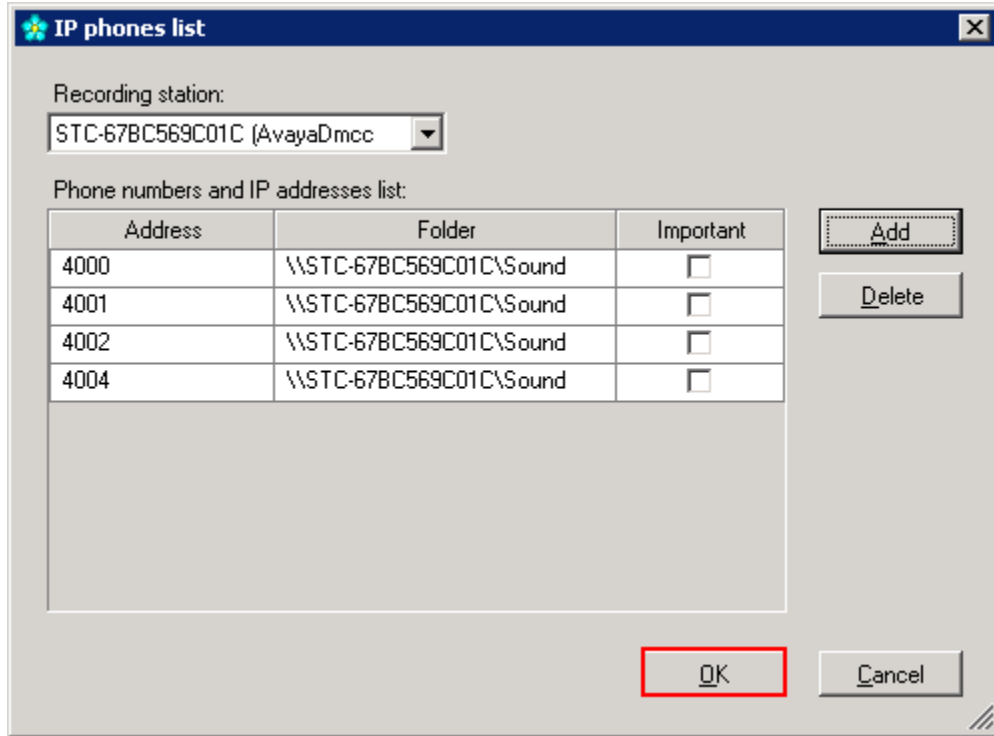 IP phones list
Recording station:
STC-67BC569C01C (AvayaDmcc
Phone numbers and IP addresses list:
Address Folder Important
4000 \\STC-67BC569C01C\Sound
4001 \\STC-67BC569C01C\Sound
4002 \\STC-67BC569C01C\Sound
4004 \\STC-67BC569C01C\Sound
Add
Delete
OK Cancel